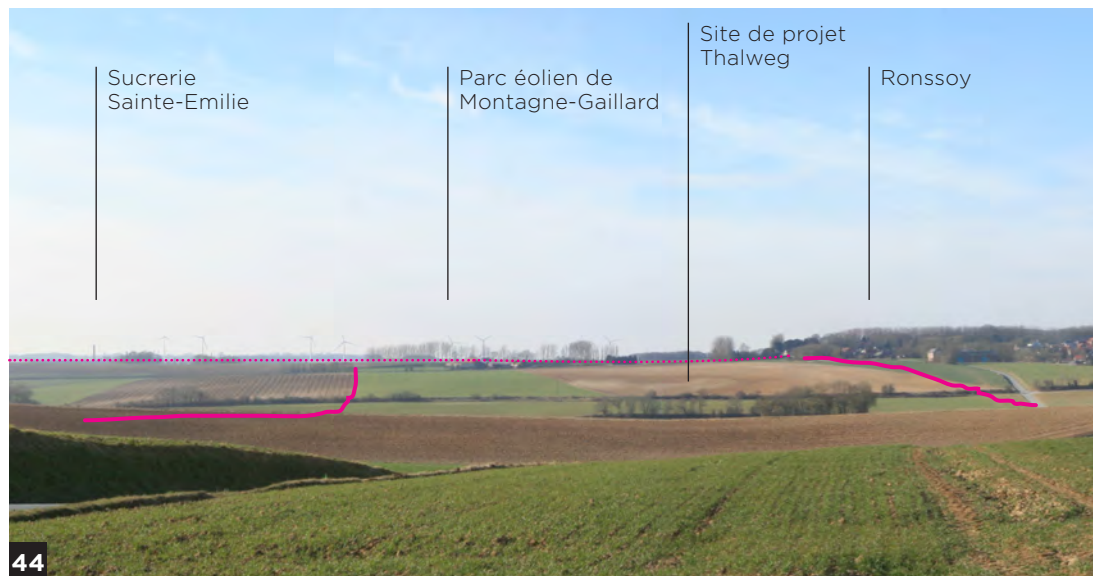 Sucrerie
Sainte-Emilie
Parc éolien de
Montagne-Gaillard
Site de projet
Thalweg
Ronssoy
44